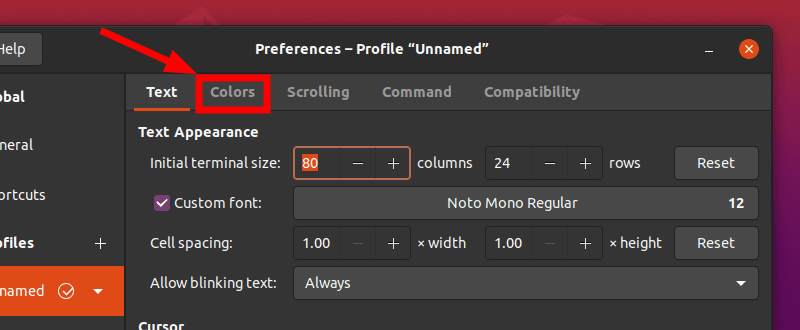 Help
Preferences – Profile “Unnamed”
Text Colors Scrolling Command Compatibility
obal
Text Appearance
neral
Initial terminal size: 80 − + columns 24 − + rows Reset
ortcuts
Custom font: Noto Mono Regular 12
ofiles +
Cell spacing: 1.00 − + × width 1.00 − + × height Reset
named
Allow blinking text: Always
Cursor